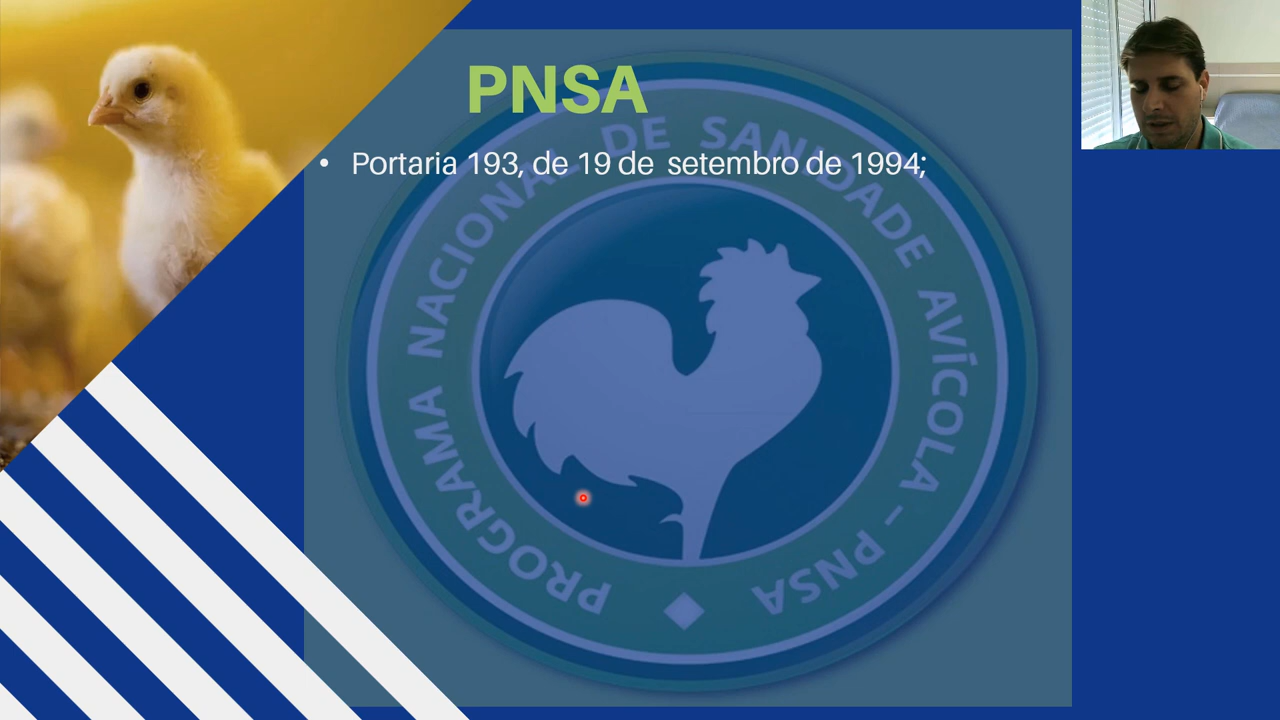 PNSA
• Portaria 193, de 19 de setembro de 1994;
PROGRAMA NACIONAL DE SANIDADE AVÍCOLA – PNSA